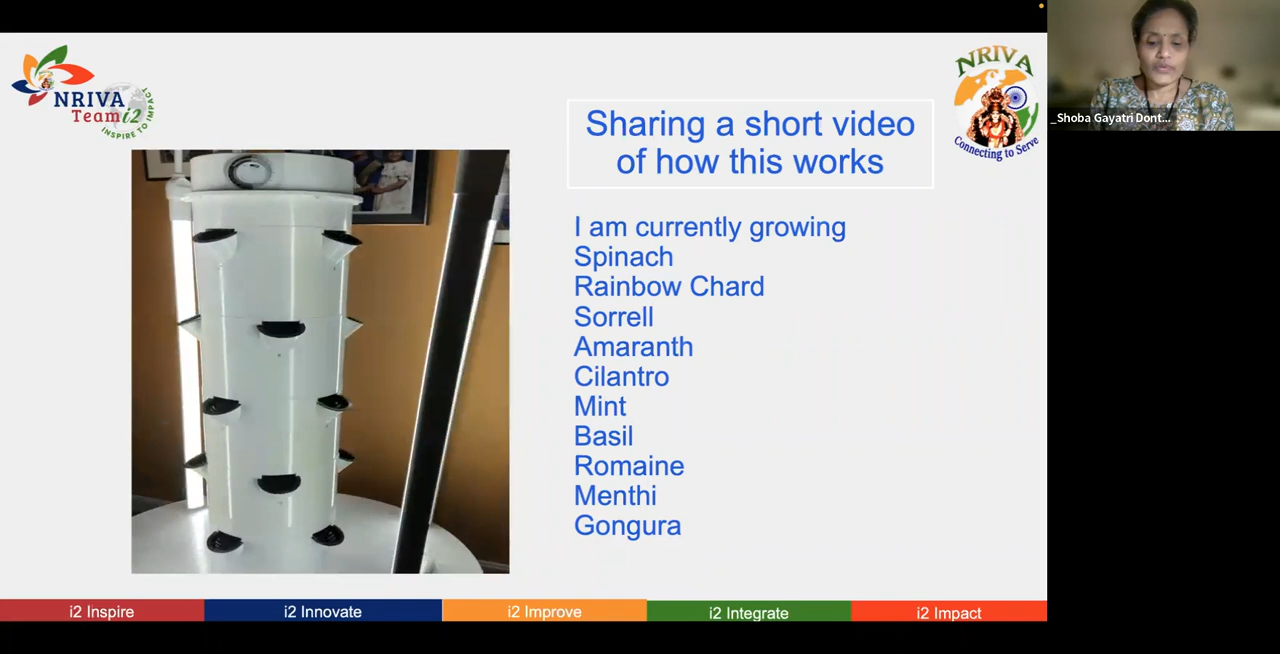 NRIVA
Team i2
INSPIRE TO IMPACT
Sharing a short video
of how this works
NRIVA
Connecting to Serve
_Shoba Gayatri Dont...
I am currently growing
Spinach
Rainbow Chard
Sorrell
Amaranth
Cilantro
Mint
Basil
Romaine
Menthi
Gongura
i2 Inspire
i2 Innovate
i2 Improve
i2 Integrate
i2 Impact